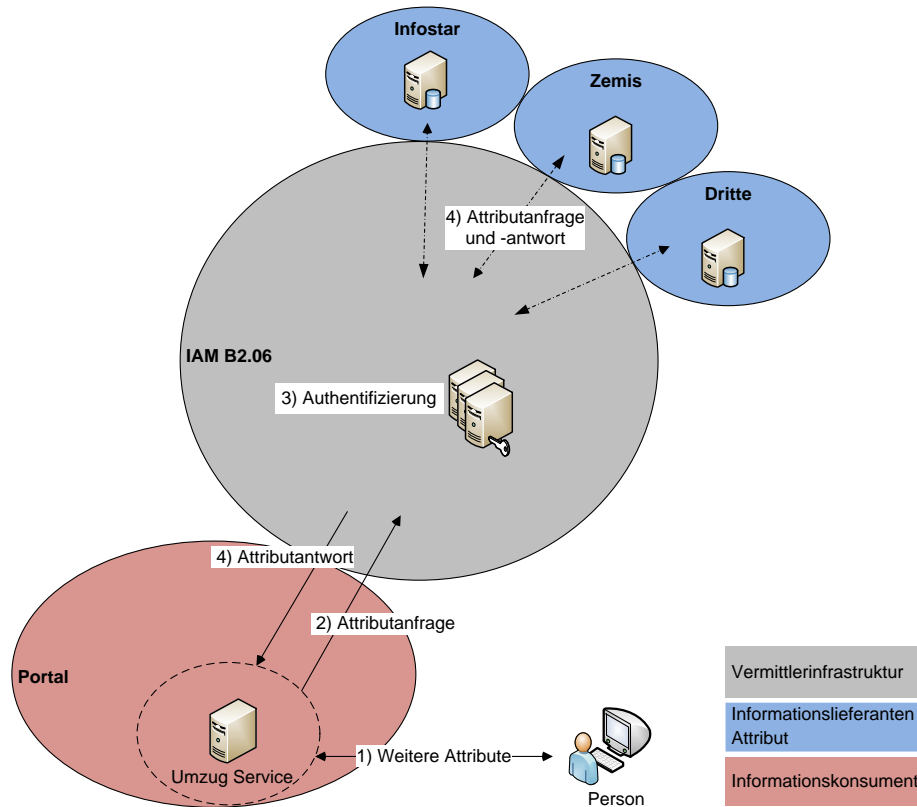 Infostar
Zemis
Dritte
4) Attributanfrage
und -antwort
IAM B2.06
3) Authentifizierung
4) Attributantwort
2) Attributanfrage
Portal
Umzug Service
1) Weitere Attribute
Person
Vermittlerinfrastruktur
Informationslieferanten
Attribut
Informationskonsument